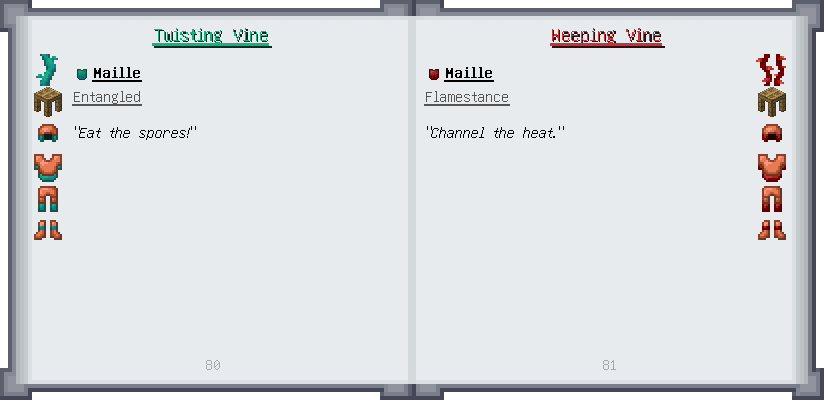 Twisting Vine
Maille
Entangled
"Eat the spores!"
80
Weeping Vine
Maille
Flamestance
"Channel the heat."
81